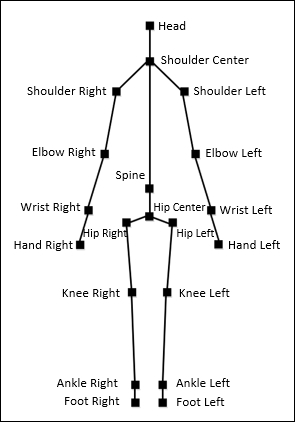 Head
Shoulder Center
Shoulder Right
Shoulder Left
Elbow Right
Elbow Left
Spine
Wrist Right
Hip Center
Wrist Left
Hip Right
Hip Left
Hand Right
Hand Left
Knee Right
Knee Left
Ankle Right
Ankle Left
Foot Right
Foot Left